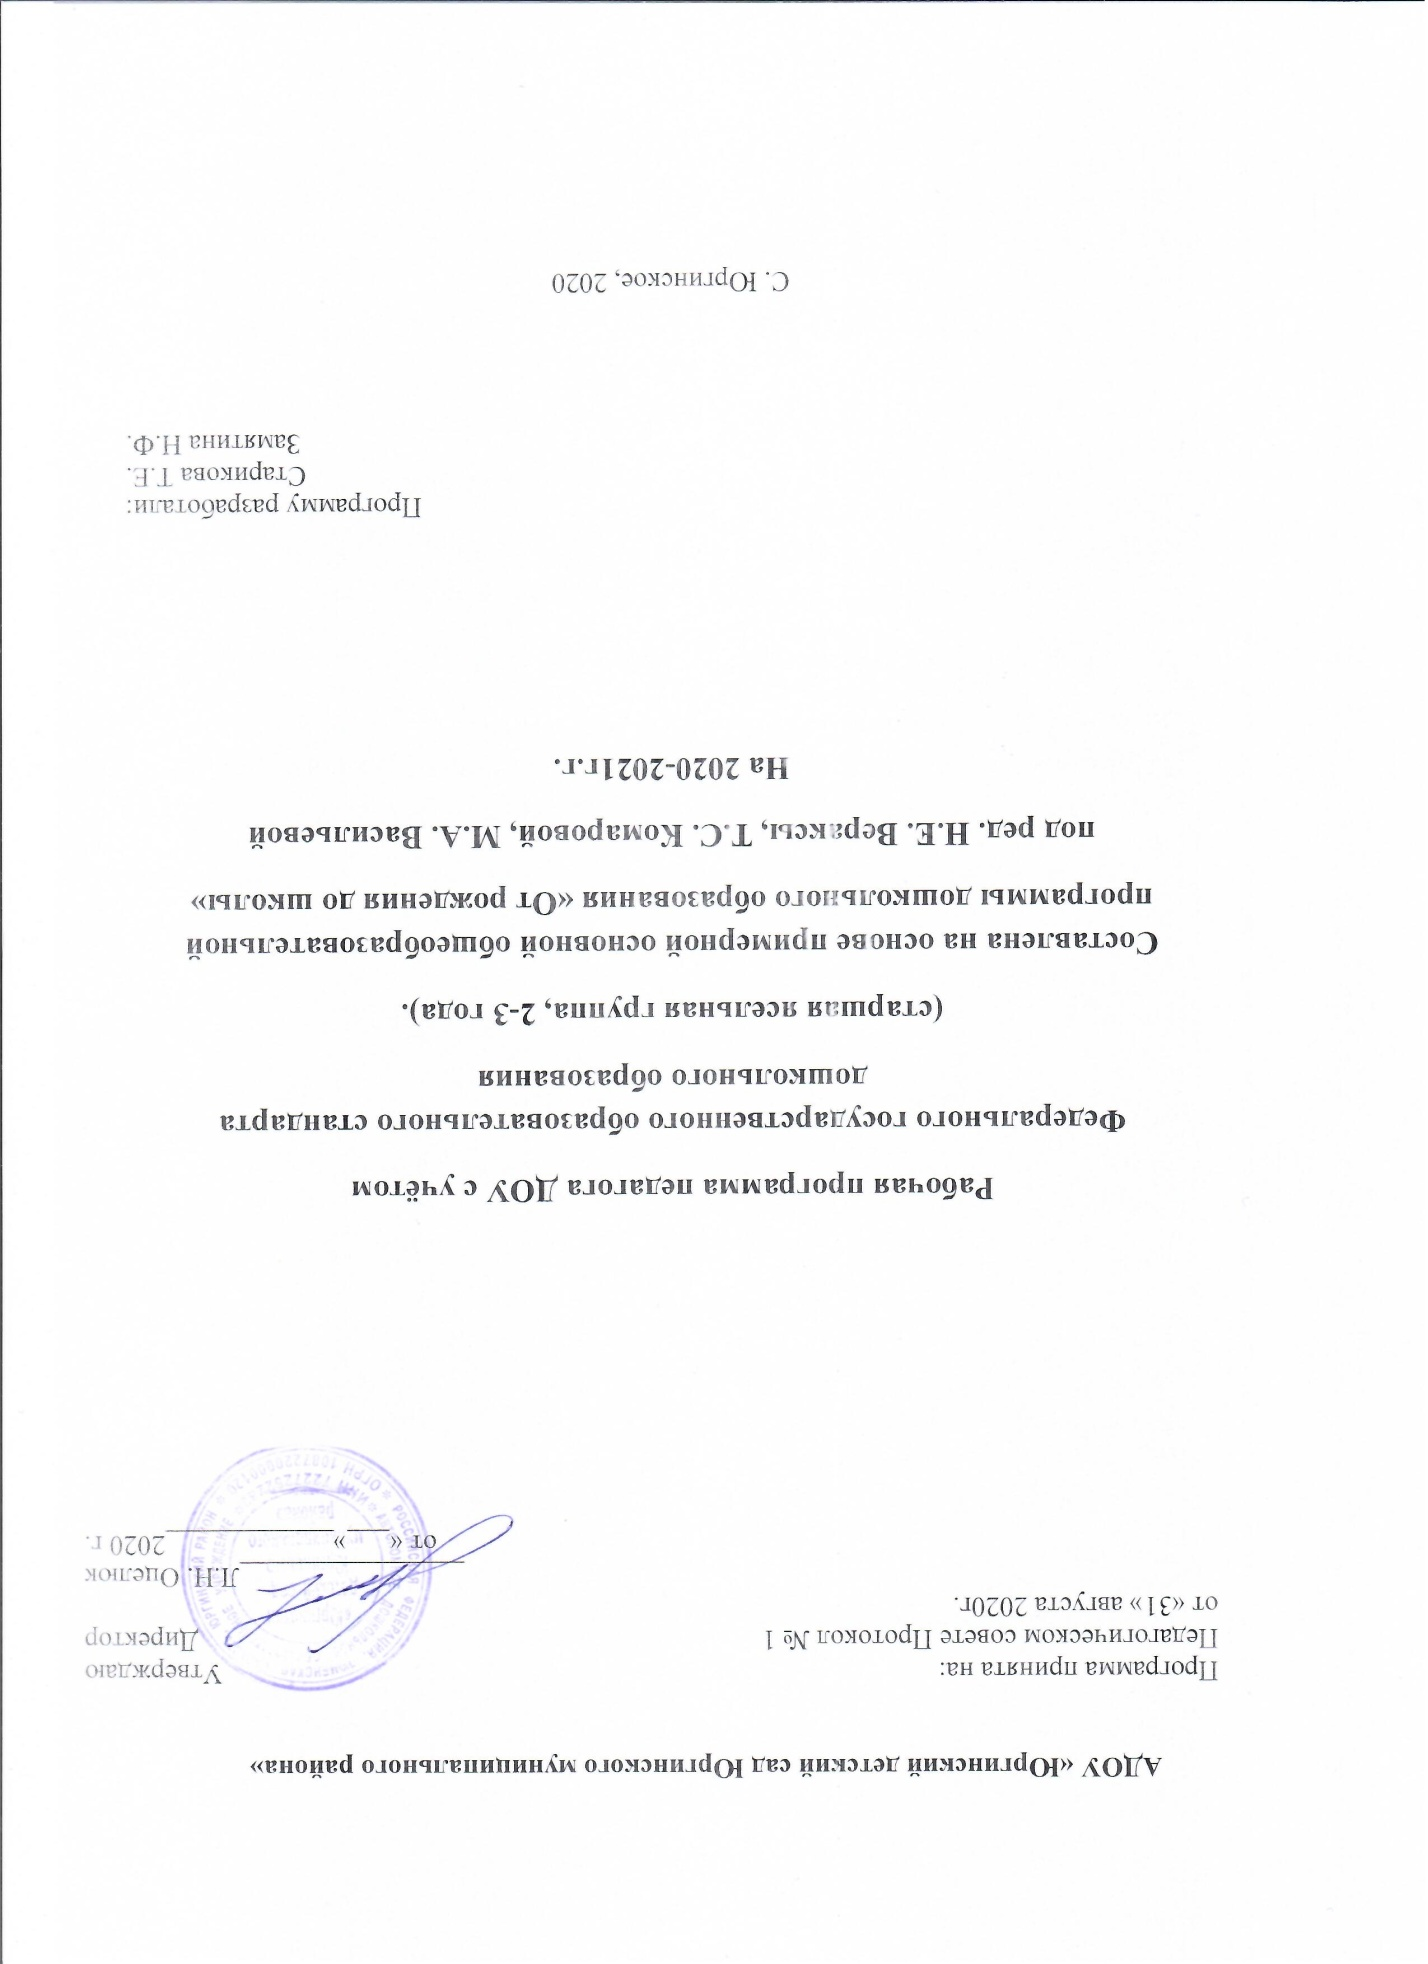 АДОУ «Юргинский детский сад Юргинского муниципального района»
Программа принята на:
Педагогическом совете Протокол № 1
от «31» августа 2020г.
Утверждаю
Директор
Л.Н. Оцелюк
от «___»____________2020 г.
Рабочая программа педагога ДОУ с учётом
Федерального государственного образовательного стандарта
дошкольного образования
(старшая ясельная группа, 2-3 года).
Составлена на основе примерной основной общеобразовательной
программы дошкольного образования «От рождения до школы»
под ред. Н.Е. Вераксы, Т.С. Комаровой, М.А. Васильевой
На 2020-2021г.г.
Программу разработали:
Старикова Т.Е.
Замятина Н.Ф.
С. Юргинское, 2020